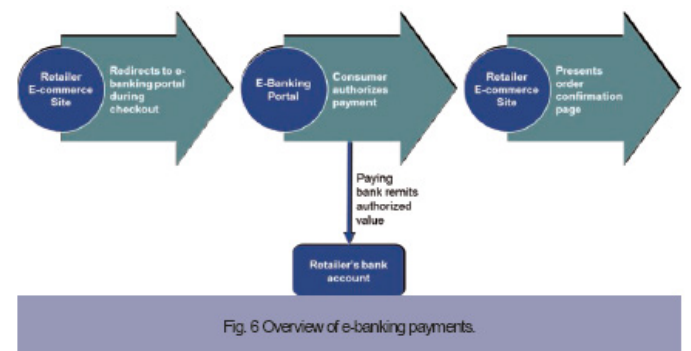 Retailer
E-commerce
Site
Redirects to e-
banking portal
during
checkout
E-Banking
Portal
Consumer
authorizes
payment
Retailer
E-commerce
Site
Presents
order
confirmation
page
Paying
bank remits
authorized
value
Retailer's bank
account
Fig. 6 Overview of e-banking payments.